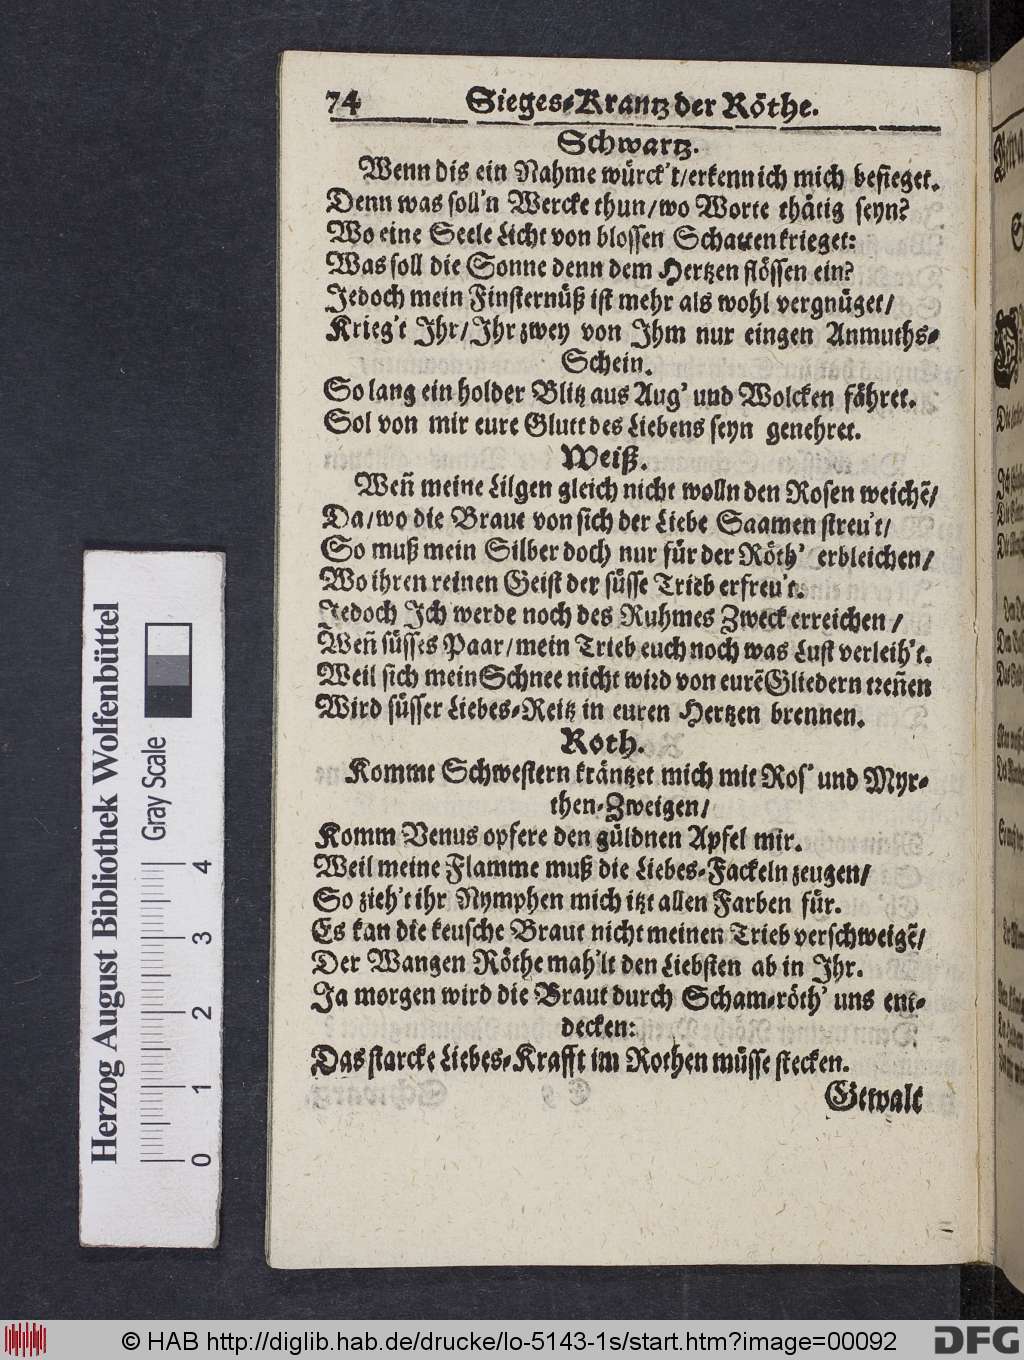 74 Sieges-Krantz der Röthe.
Schwartz.
Wenn dis ein Nahme würck't/erkenn ich mich besieget.
Denn was soll'n Wercke thun/wo Worte thätig seyn?
Wo eine Seele Licht von blossen Schatten krieget:
Was soll die Sonne denn dem Hertzen flössen ein?
Jedoch mein Finsternüß ist mehr als wohl vergnüget/
Krieg't Ihr/Ihr zwey von Ihm nur eingen Anmuths-
Schein.
So lang ein holder Blitz aus Aug' und Wolcken fähret.
Sol von mir eure Glutt des Liebens seyn genehret.
Weiß.
Weñ meine Lilgen gleich nicht wolln den Rosen weichẽ/
Da/wo die Braut von sich der Liebe Saamen streu't/
So muß mein Silber doch nur für der Röth' erbleichen/
Wo ihren reinen Geist der süsse Trieb erfreu't.
Jedoch Ich werde noch des Ruhmes Zweck erreichen/
Weñ süsses Paar/mein Trieb euch noch was Lust verleih't.
Weil sich mein Schnee nicht wird von eurẽ Gliedern treñen
Wird süsser Liebes-Reitz in euren Hertzen brennen.
Roth.
Kommt Schwestern kräntzet mich mit Ros' und Myr-
then-Zweigen/
Komm Venus opfere den güldnen Apfel mir.
Weil meine Flamme muß die Liebes-Fackeln zeugen/
So zieh't ihr Nymphen mich itzt allen Farben für.
Es kan die keusche Braut nicht meinen Trieb verschweigẽ/
Der Wangen Röthe mah'lt den Liebsten ab in Ihr.
Ja morgen wird die Braut durch Scham-röth' uns ent-
decken:
Das starcke Liebes-Krafft im Rothen müsse stecken.
Gewalt
Herzog August Bibliothek Wolfenbüttel
Gray Scale
0 1 2 3 4
© HAB http://diglib.hab.de/drucke/lo-5143-1s/start.htm?image=00092
DFG